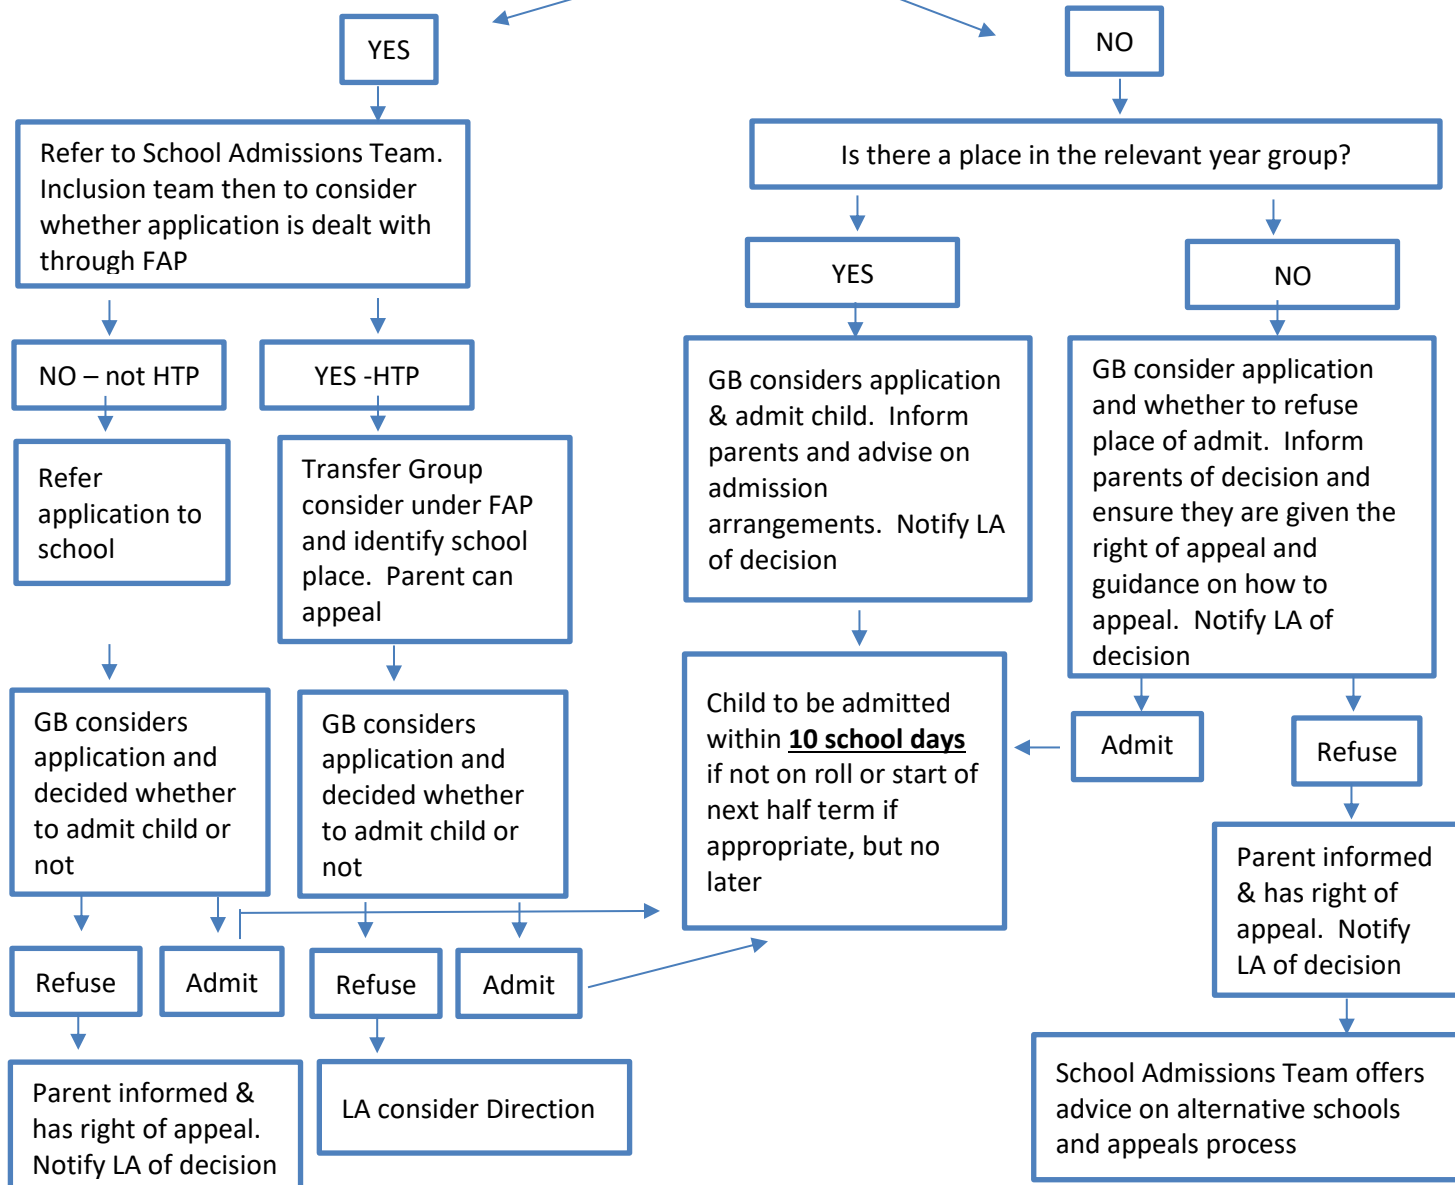 YES
NO
Refer to School Admissions Team.
Inclusion team then to consider
whether application is dealt with
through FAP
Is there a place in the relevant year group?
YES
NO
NO – not HTP
YES -HTP
Refer
application to
school
Transfer Group
consider under FAP
and identify school
place. Parent can
appeal
GB considers application
& admit child. Inform
parents and advise on
admission
arrangements. Notify LA
of decision
GB consider application
and whether to refuse
place of admit. Inform
parents of decision and
ensure they are given the
right of appeal and
guidance on how to
appeal. Notify LA of
decision
GB considers
application and
decided whether
to admit child or
not
GB considers
application and
decided whether
to admit child or
not
Child to be admitted
within 10 school days
if not on roll or start of
next half term if
appropriate, but no
later
Admit
Refuse
Refuse
Admit
Refuse
Admit
Parent informed
& has right of
appeal. Notify
LA of decision
Parent informed &
has right of appeal.
Notify LA of decision
LA consider Direction
School Admissions Team offers
advice on alternative schools
and appeals process